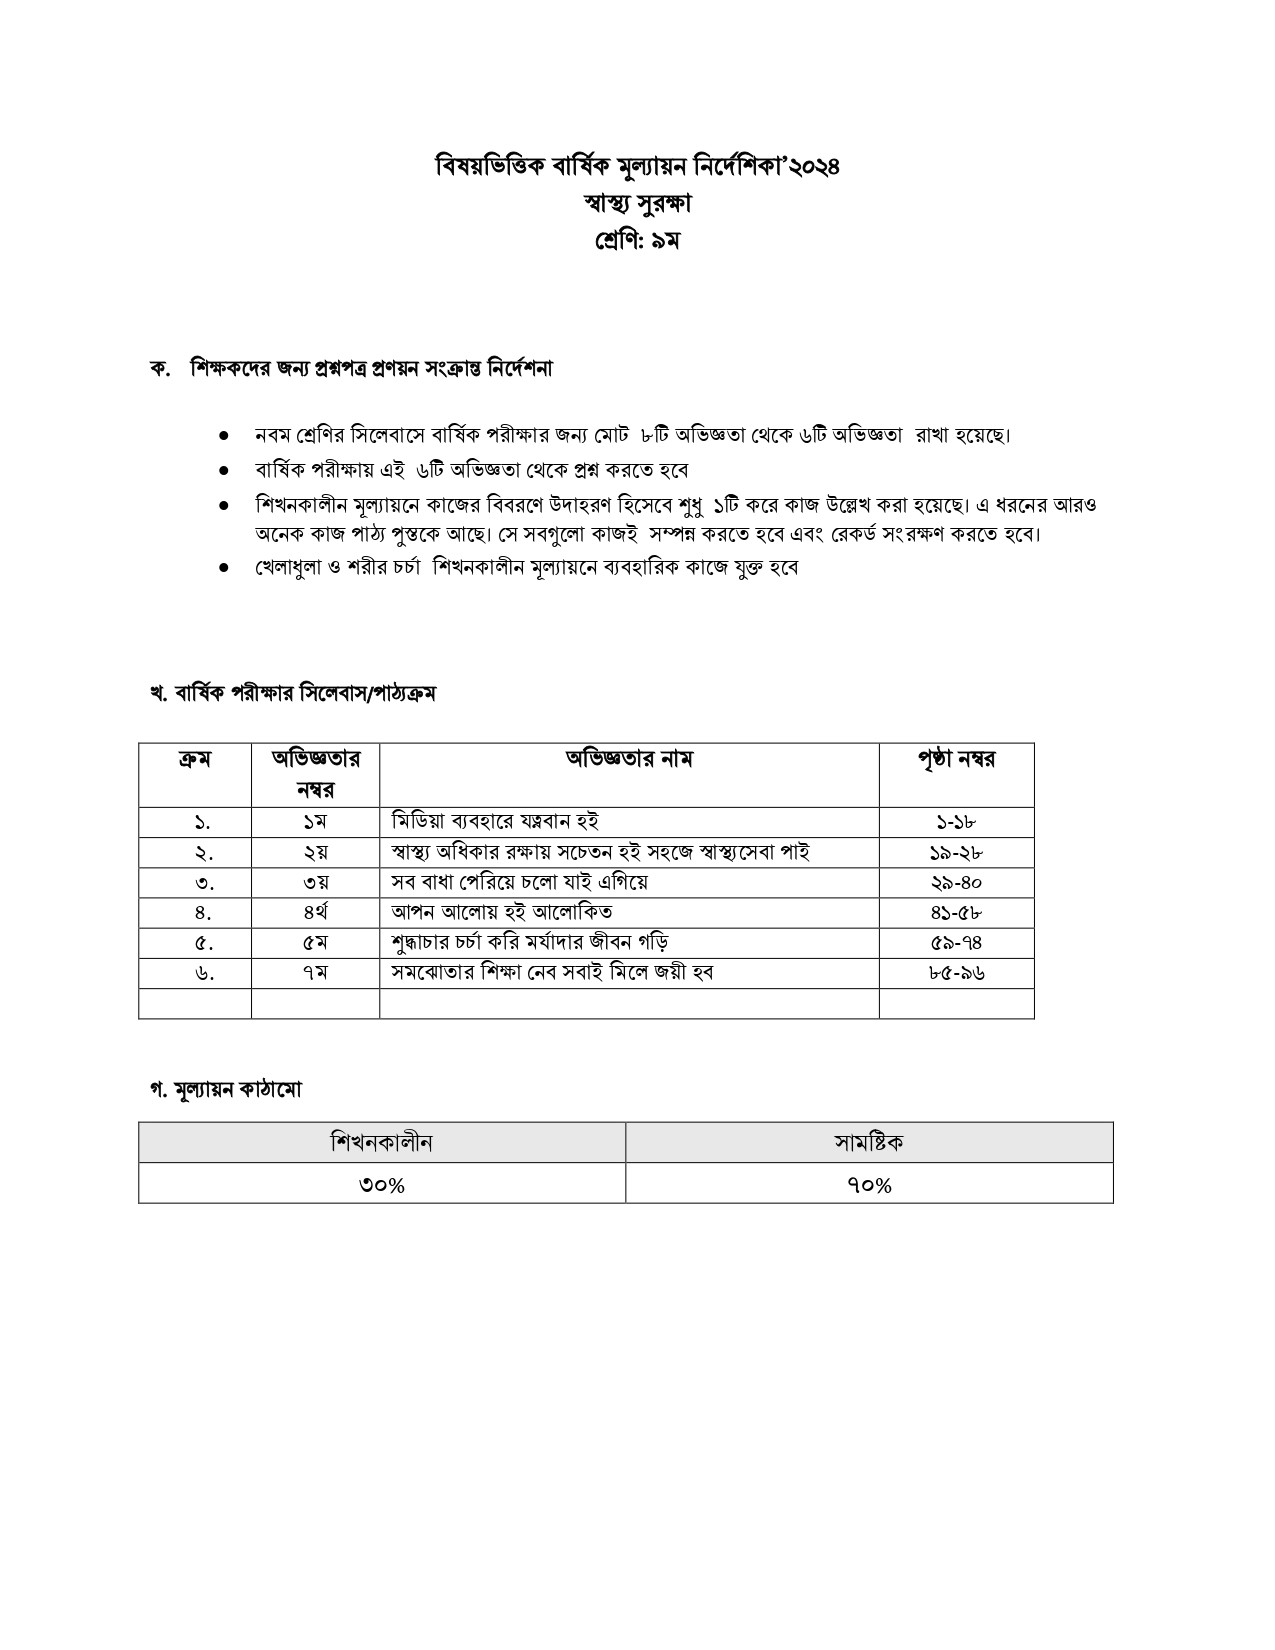 বিষয়ভিত্তিক বার্ষিক মূল্যায়ন নির্দেশিকা’২০২৪
স্বাস্থ্য সুরক্ষা
শ্রেণি: ৯ম
ক. শিক্ষকদের জন্য প্রশ্নপত্র প্রণয়ন সংক্রান্ত নির্দেশনা
● নবম শ্রেণির সিলেবাসে বার্ষিক পরীক্ষার জন্য মোট ৮টি অভিজ্ঞতা থেকে ৬টি অভিজ্ঞতা রাখা হয়েছে।
● বার্ষিক পরীক্ষায় এই ৬টি অভিজ্ঞতা থেকে প্রশ্ন করতে হবে
● শিখনকালীন মূল্যায়নে কাজের বিবরণে উদাহরণ হিসেবে শুধু ১টি করে কাজ উল্লেখ করা হয়েছে। এ ধরনের আরও
অনেক কাজ পাঠ্য পুস্তকে আছে। সে সবগুলো কাজই সম্পন্ন করতে হবে এবং রেকর্ড সংরক্ষণ করতে হবে।
● খেলাধুলা ও শরীর চর্চা শিখনকালীন মূল্যায়নে ব্যবহারিক কাজে যুক্ত হবে
খ. বার্ষিক পরীক্ষার সিলেবাস/পাঠ্যক্রম
ক্রম অভিজ্ঞতার অভিজ্ঞতার নাম পৃষ্ঠা নম্বর
নম্বর
১. ১ম মিডিয়া ব্যবহারে যত্নবান হই ১-১৮
২. ২য় স্বাস্থ্য অধিকার রক্ষায় সচেতন হই সহজে স্বাস্থ্যসেবা পাই ১৯-২৮
৩. ৩য় সব বাধা পেরিয়ে চলো যাই এগিয়ে ২৯-৪০
৪. ৪র্থ আপন আলোয় হই আলোকিত ৪১-৫৮
৫. ৫ম শুদ্ধাচার চর্চা করি মর্যাদার জীবন গড়ি ৫৯-৭৪
৬. ৭ম সমঝোতার শিক্ষা নেব সবাই মিলে জয়ী হব ৮৫-৯৬
গ. মূল্যায়ন কাঠামো
শিখনকালীন সামষ্টিক
৩০% ৭০%